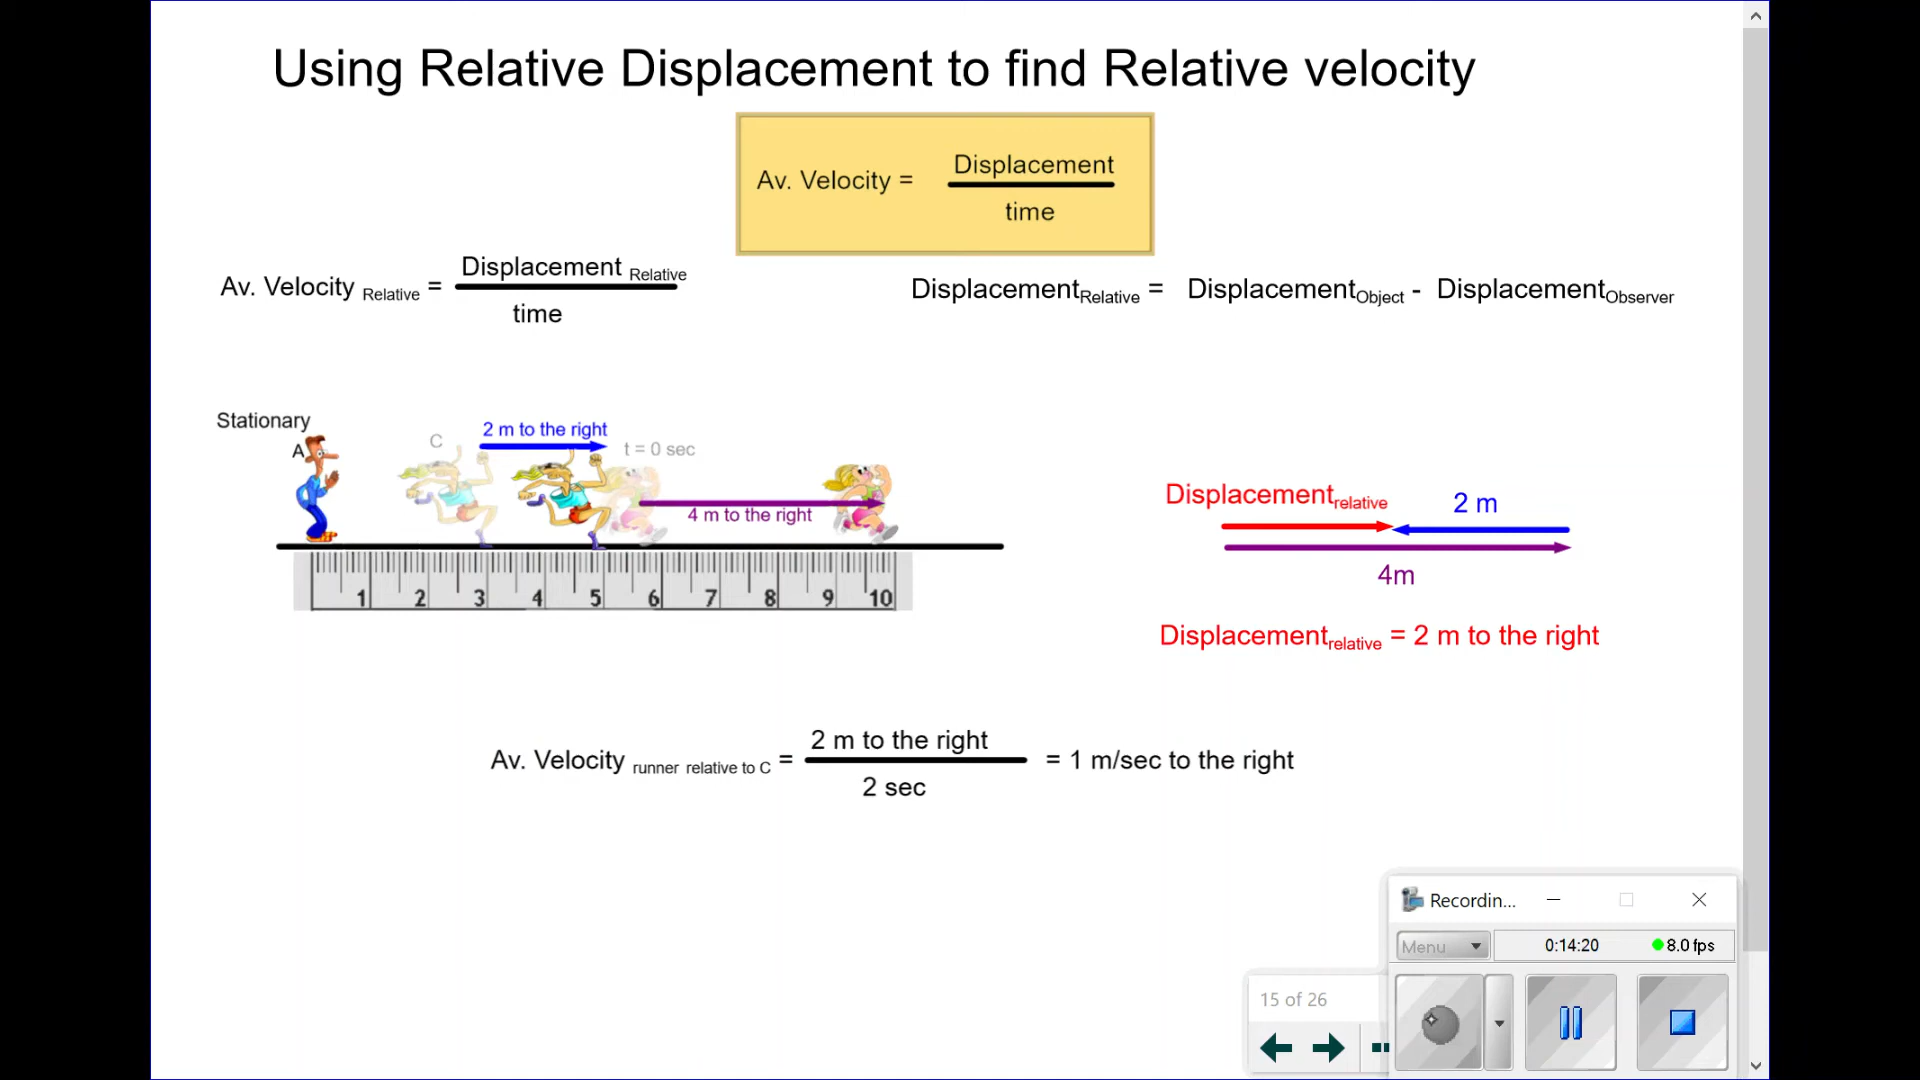 Using Relative Displacement to find Relative velocity
Av. Velocity = Displacement
time
Av. Velocity Relative = Displacement Relative
time
DisplacementRelative = DisplacementObject - DisplacementObserver
Stationary
A
C
2 m to the right
t = 0 sec
4 m to the right
1 2 3 4 5 6 7 8 9 10
Displacementrelative
2 m
4m
Displacementrelative = 2 m to the right
Av. Velocity runner relative to C = 2 m to the right
2 sec
= 1 m/sec to the right
Recordin...
Menu
0:14:20
8.0 fps
15 of 26